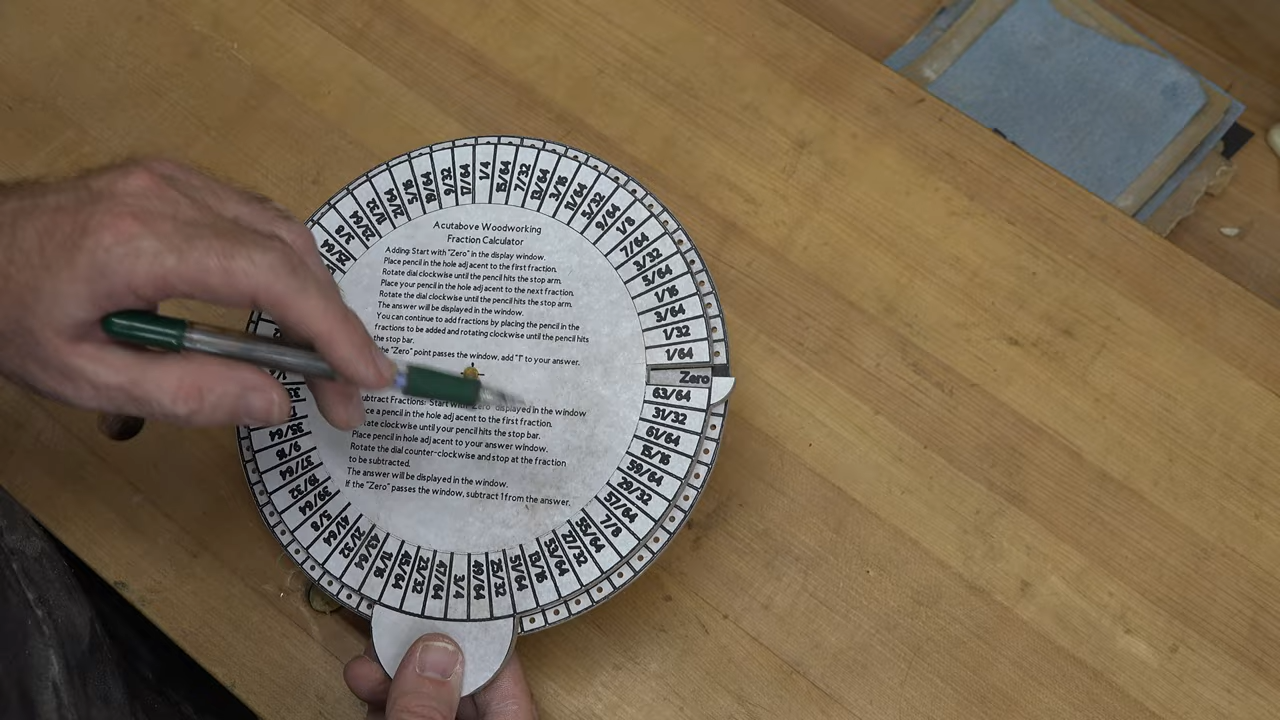 Acutabove Woodworking
Fraction Calculator
Adding: Start with "Zero" in the display window.
Place pencil in the hole adjacent to the first fraction.
Rotate dial clockwise until the pencil hits the stop arm.
Place your pencil in the hole adjacent to the next fraction.
Rotate the dial clockwise until the pencil hits the stop arm.
The answer will be displayed in the window.
You can continue to add fractions by placing the pencil in the
fractions to be added and rotating clockwise until the pencil hits
the stop bar.
"Zero" point passes the window, add "1" to your answer.
Subtract Fractions: Start displayed in the window
a pencil in the hole adjacent to the first fraction.
clockwise until your pencil hits the stop bar.
Place pencil in hole adjacent to your answer window.
Rotate the dial counter-clockwise and stop at the fraction
to be subtracted.
The answer will be displayed in the window.
If the "Zero" passes the window, subtract 1 from the answer.
23/64
11/32
21/64
5/16
19/64
9/32
17/64
1/4
15/64
7/32
13/64
3/16
11/64
5/32
9/64
1/8
7/64
3/32
5/64
1/16
3/64
1/32
1/64
Zero
63/64
31/32
61/64
15/16
59/64
29/32
57/64
7/8
55/64
27/32
53/64
13/16
51/64
25/32
49/64
3/4
47/64
23/32
45/64
11/16
43/64
21/32
41/64
5/8
39/64
19/32
37/64
9/16
35/64